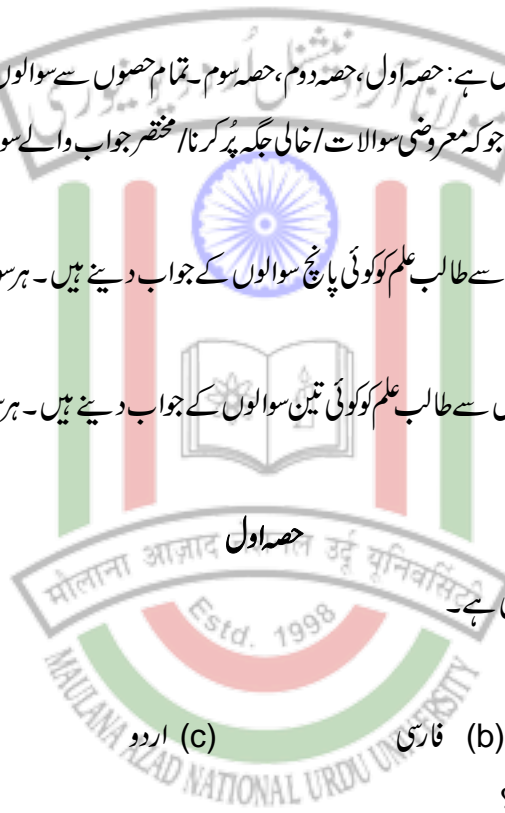 ں ہے: حصہ اول، حصہ دوم، حصہ سوم۔ تمام حصوں سے سوالوں
جو کہ معروضی سوالات/خالی جگہ پُر کرنا/مختصر جواب والے سو
سے طالب علم کو کوئی پانچ سوالوں کے جواب دینے ہیں۔ ہر سو
ں سے طالب علم کو کوئی تین سوالوں کے جواب دینے ہیں۔ ہر س
حصہ اول
मौलाना आज़ाद नेशनल उर्दू यूनिवर्सिटी
ہے۔
Estd. 1998
(b) فارسی (c) اردو
MAULANA AZAD NATIONAL URDU UNIVERSITY